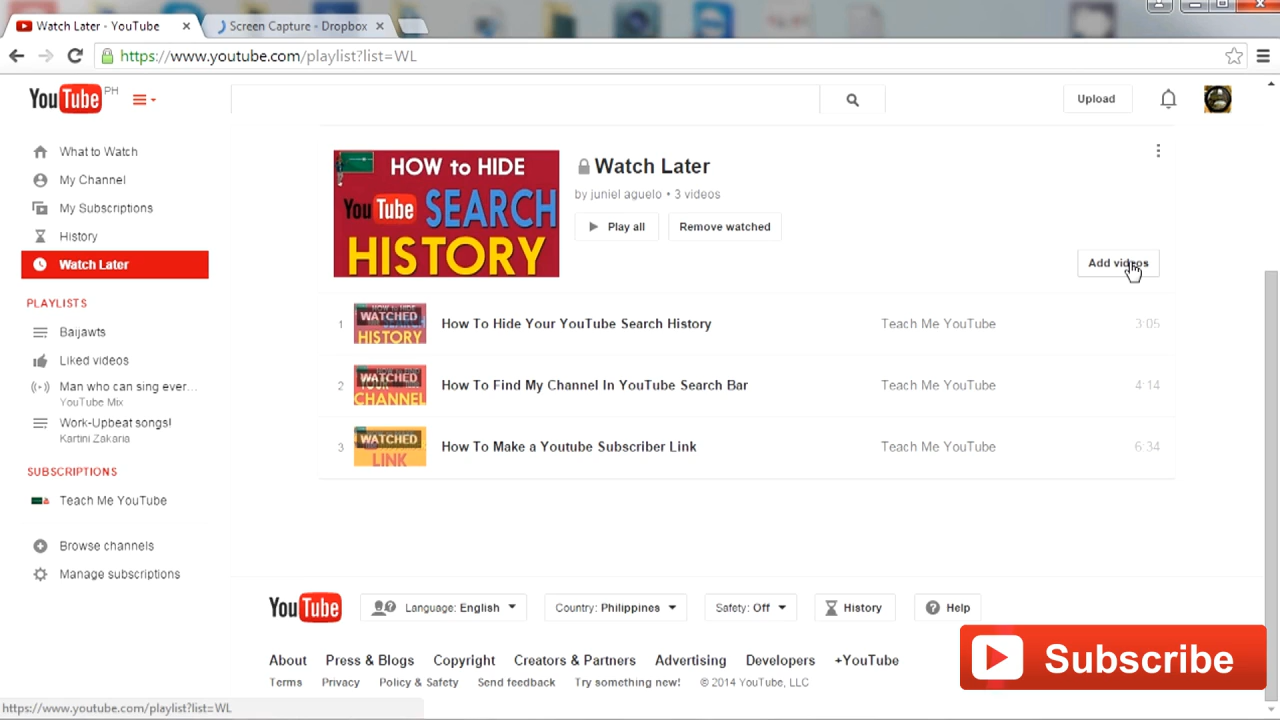 Watch Later - YouTube
Screen Capture - Dropbox
https://www.youtube.com/playlist?list=WL
YouTube PH
Upload
What to Watch
My Channel
My Subscriptions
History
Watch Later
PLAYLISTS
Baijawts
Liked videos
Man who can sing ever...
YouTube Mix
Work-Upbeat songs!
Kartini Zakaria
SUBSCRIPTIONS
Teach Me YouTube
Browse channels
Manage subscriptions
HOW to HIDE
YouTube SEARCH
HISTORY
Watch Later
by juniel aguelo • 3 videos
Play all
Remove watched
Add videos
1
WATCHED
HISTORY
How To Hide Your YouTube Search History
Teach Me YouTube
3:05
2
WATCHED
CHANNEL
How To Find My Channel In YouTube Search Bar
Teach Me YouTube
4:14
3
WATCHED
LINK
How To Make a Youtube Subscriber Link
Teach Me YouTube
6:34
YouTube
Language: English
Country: Philippines
Safety: Off
History
Help
About
Press & Blogs
Copyright
Creators & Partners
Advertising
Developers
+YouTube
Terms
Privacy
Policy & Safety
Send feedback
Try something new!
© 2014 YouTube, LLC
Subscribe
https://www.youtube.com/playlist?list=WL